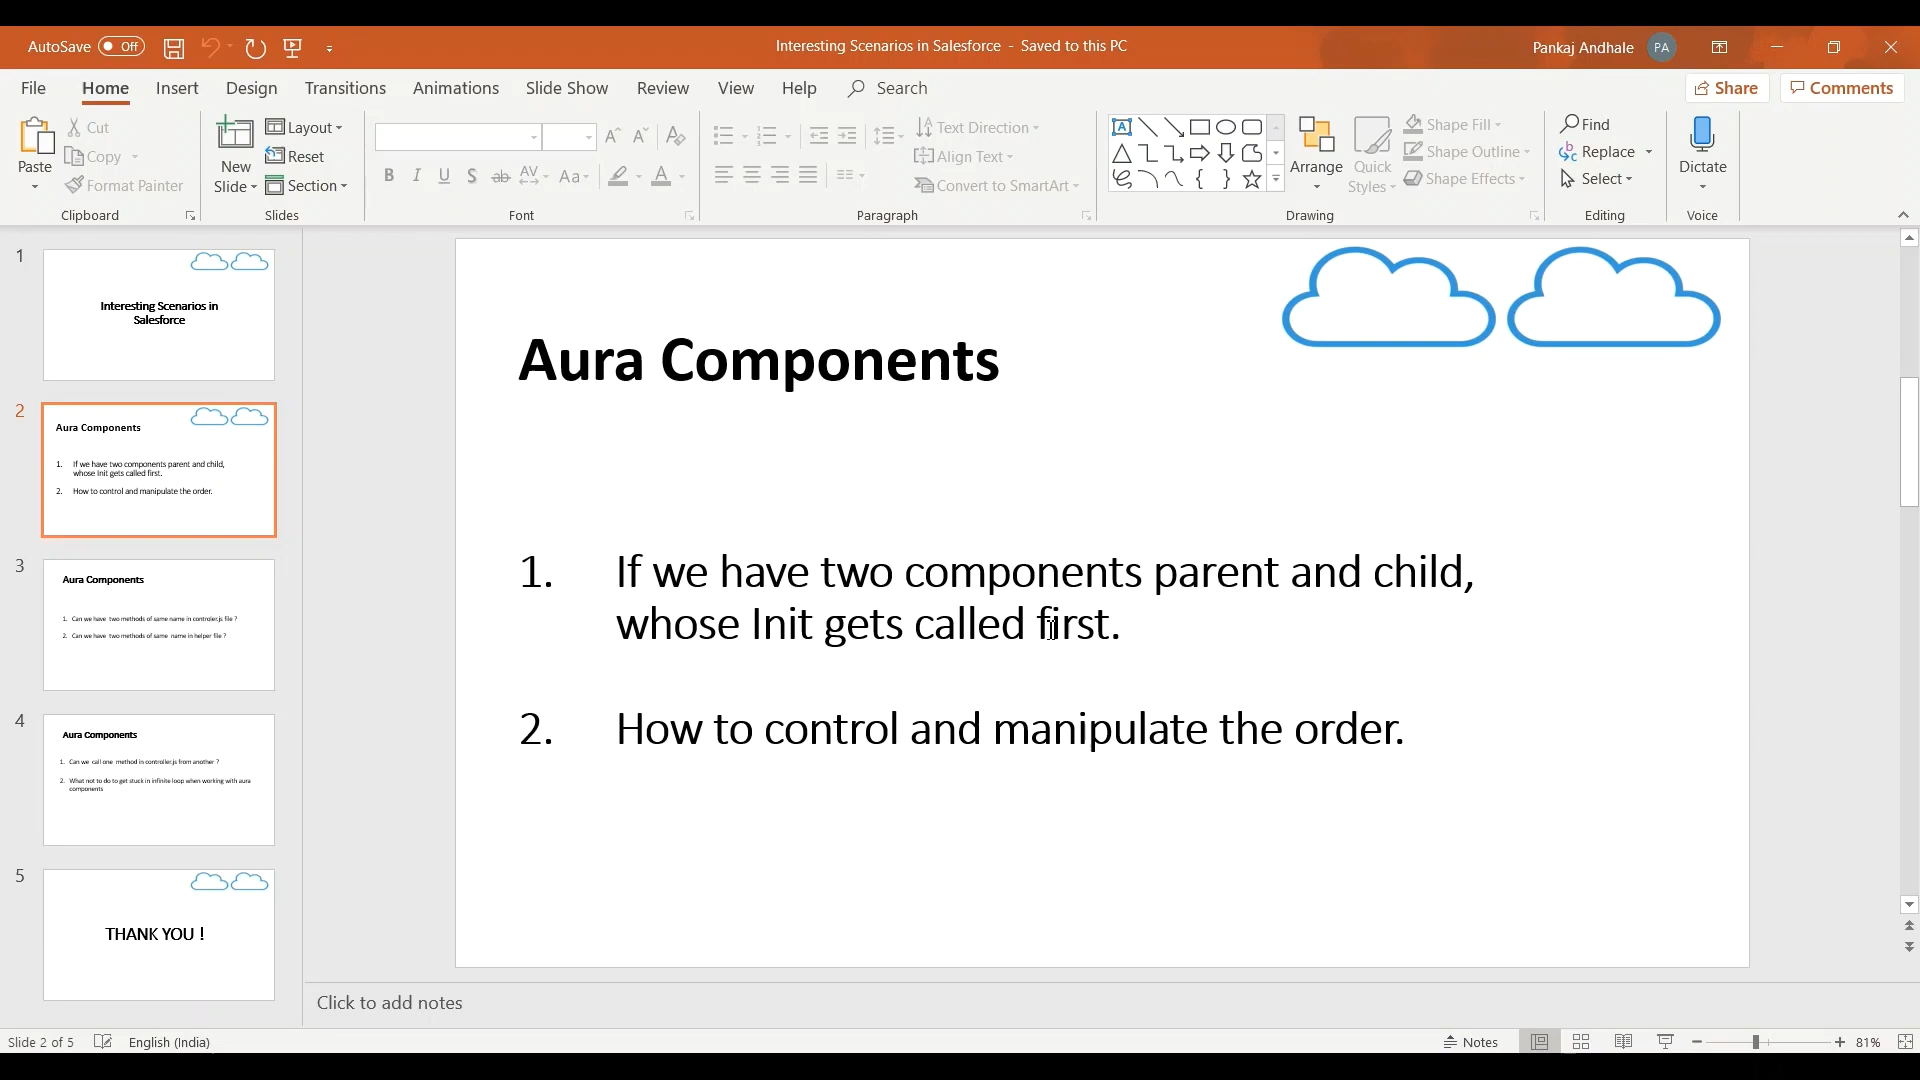 AutoSave Off
Interesting Scenarios in Salesforce - Saved to this PC
Pankaj Andhale PA
File Home Insert Design Transitions Animations Slide Show Review View Help Search
Share Comments
Paste
Cut
Copy
Format Painter
Clipboard
New
Slide
Layout
Reset
Section
Slides
B I U S ab AV Aa A
Font
Text Direction
Align Text
Convert to SmartArt
Paragraph
Arrange
Quick
Styles
Shape Fill
Shape Outline
Shape Effects
Drawing
Find
Replace
Select
Editing
Dictate
Voice
1
Interesting Scenarios in
Salesforce
2
Aura Components
1. If we have two components parent and child,
whose Init gets called first.
2. How to control and manipulate the order.
3
Aura Components
1. Can we have two methods of same name in controler.js file ?
2. Can we have two methods of same name in helper file ?
4
Aura Components
1. Can we call one method in controller.js from another ?
2. What not to do to get stuck in infinite loop when working with aura
components
5
THANK YOU !
Aura Components
1. If we have two components parent and child,
whose Init gets called first.
2. How to control and manipulate the order.
Click to add notes
Slide 2 of 5 English (India)
Notes 81%